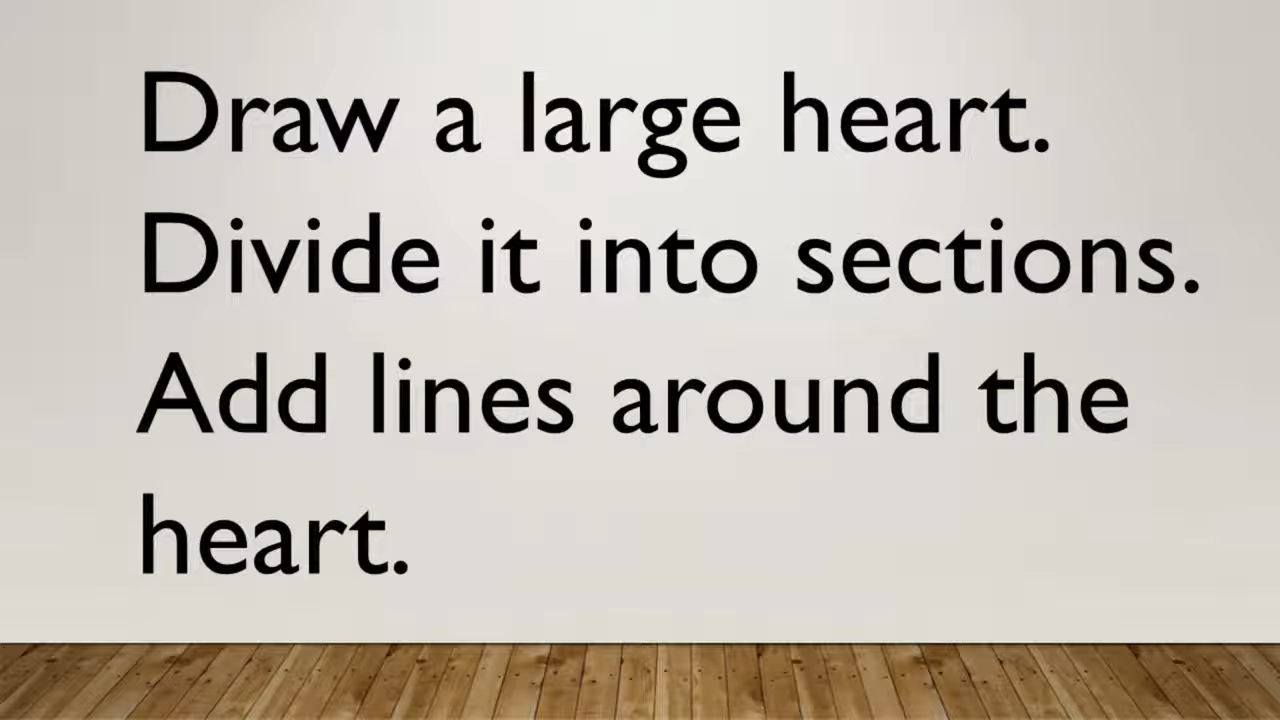 Draw a large heart.
Divide it into sections.
Add lines around the
heart.